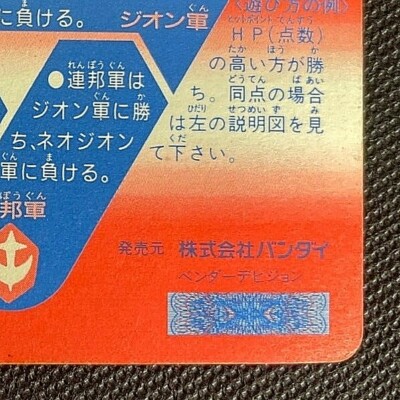 に負ける。
ジオン軍
●連邦軍は
ジオン軍に勝
ち、ネオジオン
軍に負ける。
邦軍
〈遊び方の例〉
HP(点数)
の高い方が勝
ち。同点の場合
は左の説明図を見
て下さい。
発売元 株式会社バンダイ
ベンダーデビジョン